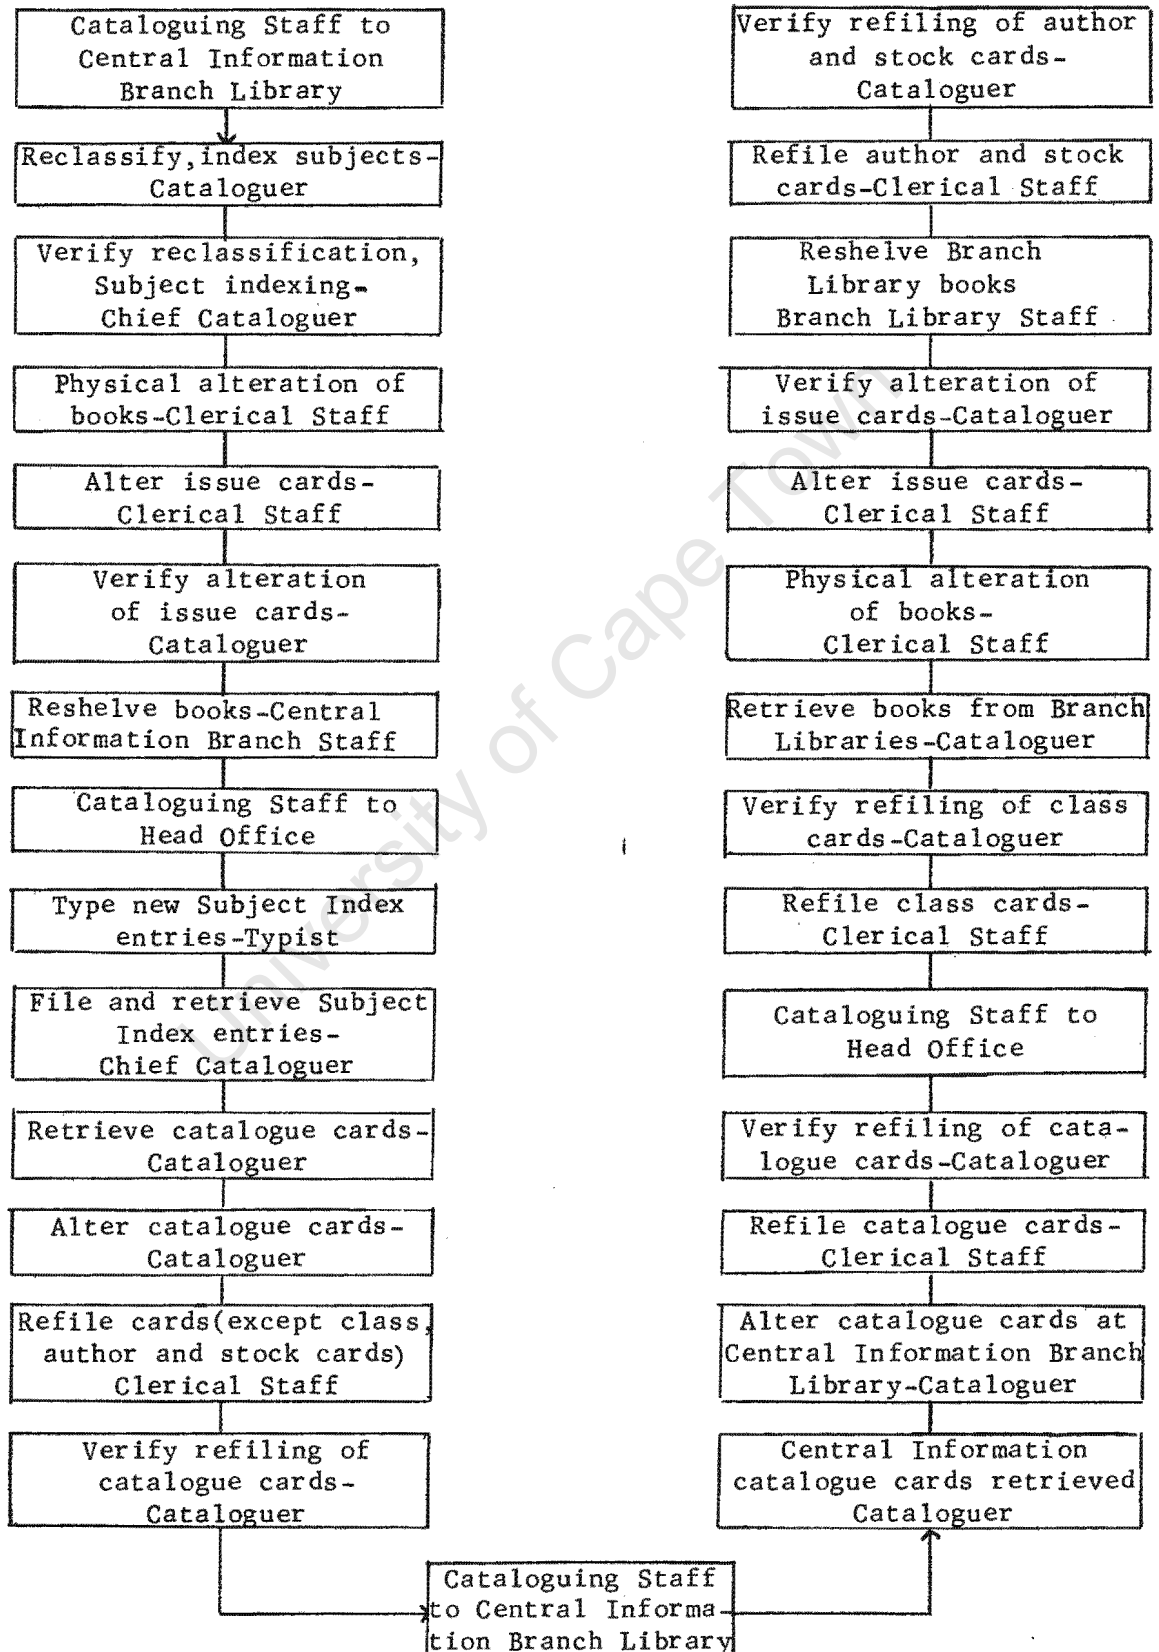 Cataloguing Staff to
Central Information
Branch Library
Reclassify,index subjects-
Cataloguer
Verify reclassification,
Subject indexing-
Chief Cataloguer
Physical alteration of
books-Clerical Staff
Alter issue cards-
Clerical Staff
Verify alteration
of issue cards-
Cataloguer
Reshelve books-Central
Information Branch Staff
Cataloguing Staff to
Head Office
Type new Subject Index
entries-Typist
File and retrieve Subject
Index entries-
Chief Cataloguer
Retrieve catalogue cards-
Cataloguer
Alter catalogue cards-
Cataloguer
Refile cards(except class,
author and stock cards)
Clerical Staff
Verify refiling of
catalogue cards-
Cataloguer
Verify refiling of author
and stock cards-
Cataloguer
Refile author and stock
cards-Clerical Staff
Reshelve Branch
Library books
Branch Library Staff
Verify alteration of
issue cards-Cataloguer
Alter issue cards-
Clerical Staff
Physical alteration
of books-
Clerical Staff
Retrieve books from Branch
Libraries-Cataloguer
Verify refiling of class
cards-Cataloguer
Refile class cards-
Clerical Staff
Cataloguing Staff to
Head Office
Verify refiling of cata-
logue cards-Cataloguer
Refile catalogue cards-
Clerical Staff
Alter catalogue cards at
Central Information Branch
Library-Cataloguer
Central Information
catalogue cards retrieved
Cataloguer
Cataloguing Staff
to Central Informa-
tion Branch Library
University of Cape Town